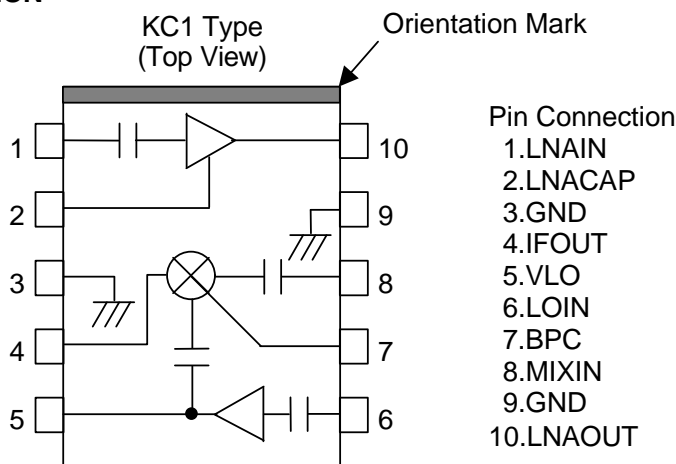 KC1 Type
(Top View)
Orientation Mark
1
2
3
4
5
10
9
8
7
6
Pin Connection
1.LNAIN
2.LNACAP
3.GND
4.IFOUT
5.VLO
6.LOIN
7.BPC
8.MIXIN
9.GND
10.LNAOUT